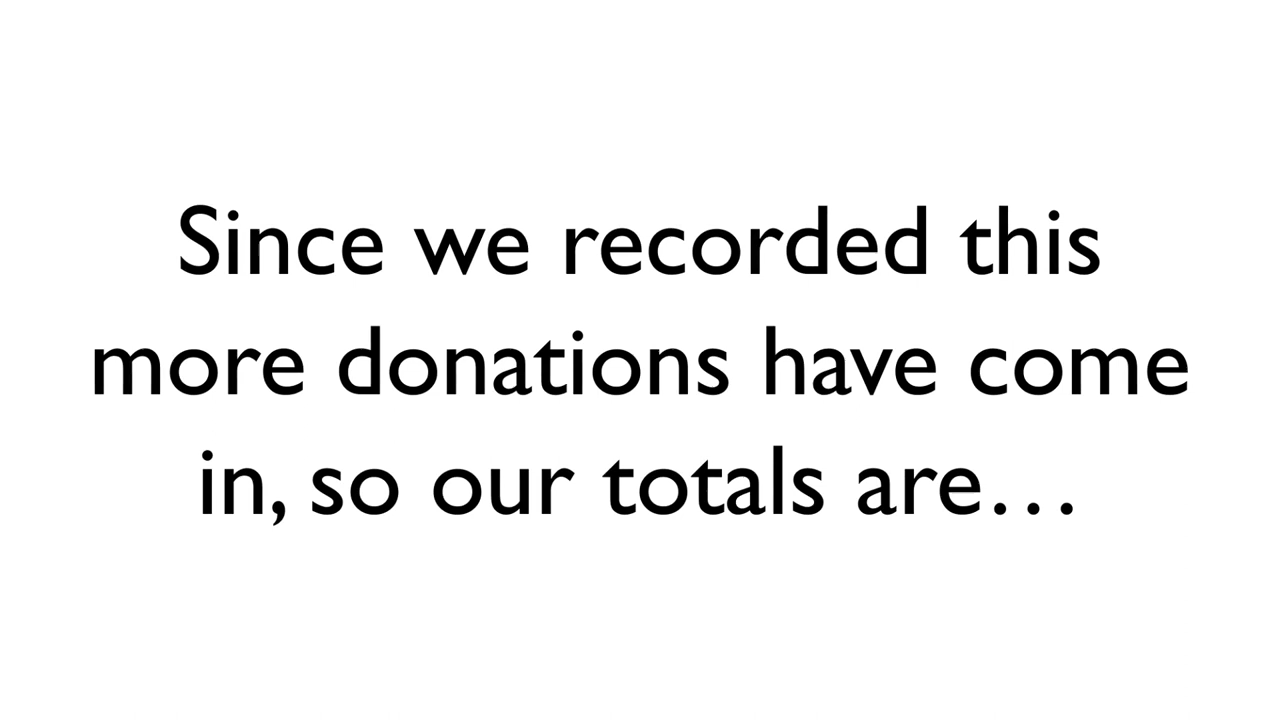 Since we recorded this
more donations have come
in, so our totals are…